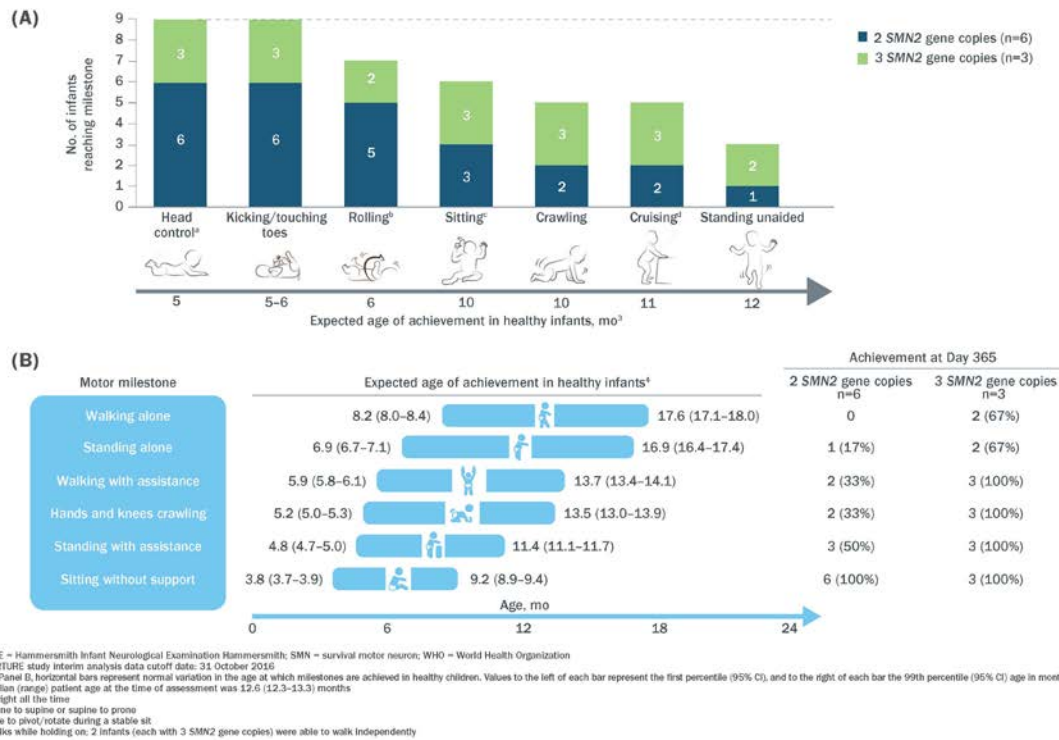 (A)
9
8
7
6
5
4
3
2
1
0
No. of infants
reaching milestone
3
6
3
6
2
5
3
3
3
2
3
2
2
1
2 SMN2 gene copies (n=6)
3 SMN2 gene copies (n=3)
Head
controlᵃ
Kicking/touching
toes
Rollingᵇ
Sittingᶜ
Crawling
Cruisingᵈ
Standing unaided
5
5–6
6
10
10
11
12
Expected age of achievement in healthy infants, mo³
(B)
Achievement at Day 365
Motor milestone
Expected age of achievement in healthy infants⁴
2 SMN2 gene copies
n=6
3 SMN2 gene copies
n=3
Walking alone
8.2 (8.0–8.4)
17.6 (17.1–18.0)
0
2 (67%)
Standing alone
6.9 (6.7–7.1)
16.9 (16.4–17.4)
1 (17%)
2 (67%)
Walking with assistance
5.9 (5.8–6.1)
13.7 (13.4–14.1)
2 (33%)
3 (100%)
Hands and knees crawling
5.2 (5.0–5.3)
13.5 (13.0–13.9)
2 (33%)
3 (100%)
Standing with assistance
4.8 (4.7–5.0)
11.4 (11.1–11.7)
3 (50%)
3 (100%)
Sitting without support
3.8 (3.7–3.9)
9.2 (8.9–9.4)
6 (100%)
3 (100%)
Age, mo
0
6
12
18
24
= Hammersmith Infant Neurological Examination Hammersmith; SMN = survival motor neuron; WHO = World Health Organization
study interim analysis data cutoff date: 31 October 2016
Panel B, horizontal bars represent normal variation in the age at which milestones are achieved in healthy children. Values to the left of each bar represent the first percentile (95% CI), and to the right of each bar the 99th percentile (95% CI) age in
(range) patient age at the time of assessment was 12.6 (12.3–13.3) months
all the time
to supine or supine to prone
to pivot/rotate during a stable sit
while holding on; 2 infants (each with 3 SMN2 gene copies) were able to walk independently